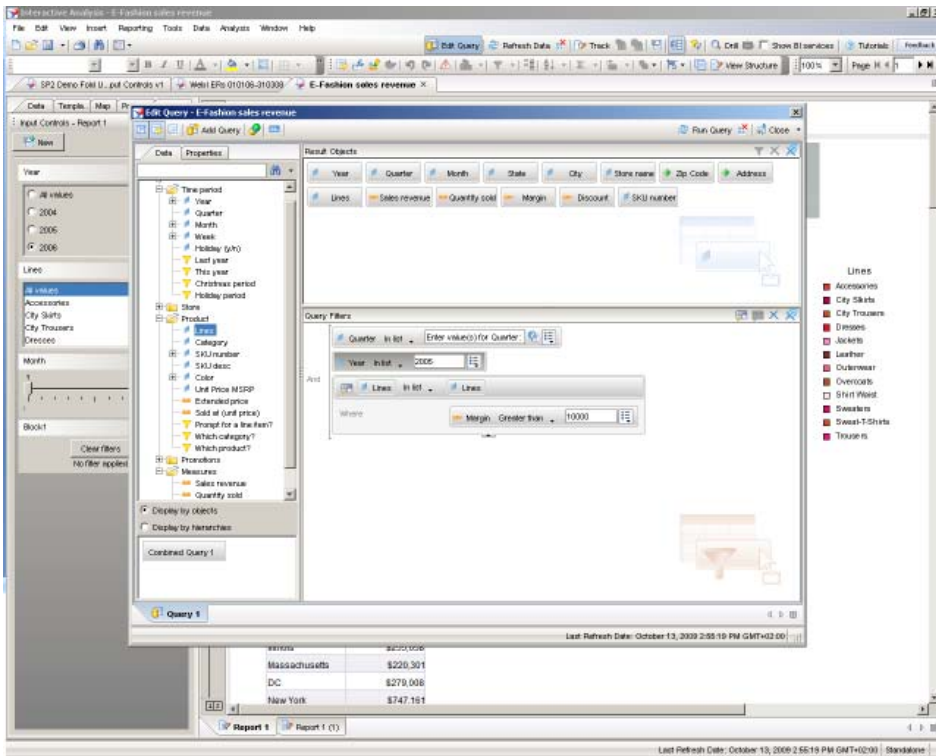 Interactive Analysis - E-Fashion sales revenue
File Edit View Insert Reporting Tools Data Analysis Window Help
Edit Query Refresh Data Track Drill Show BI services Tutorials Feedback
View Structure 100% Page 1
SP2 Demo Fold U...put Controls v1
E-Fashion sales revenue
Data Templa. Map
Input Controls - Report 1
New
Year
All values
2004
2005
2006
Lines
All values
Accessories
City Skirts
City Trousers
Dresses
Month
1
Block1
Clear filters
No filter applied
Edit Query - E-Fashion sales revenue
Add Query Run Query Close
Data Properties
Time period
Year
Quarter
Month
Week
Holiday (y/n)
Last year
This year
Christmas period
Holiday period
Store
Product
Lines
Category
SKU number
SKU desc
Color
Unit Price MSRP
Extended price
Sold at (unit price)
Prompt for a line item?
Which category?
Which product?
Promotions
Measures
Sales revenue
Quantity sold
Display by objects
Display by hierarchies
Combined Query 1
Result Objects
Year Quarter Month State City Store name Zip Code Address
Lines Sales revenue Quantity sold Margin Discount SKU number
Query Filters
Quarter In list Enter value(s) for Quarter:
Year In list 2006
And
Lines In list Lines
Where
Margin Greater than 10000
Query 1
Last Refresh Date: October 13, 2009 2:55:19 PM GMT+02:00
Lines
Accessories
City Skirts
City Trousers
Dresses
Jackets
Leather
Outerwear
Overcoats
Shirt Waist
Sweaters
Sweat-T-Shirts
Trousers
Massachusetts $220,301
DC $279,008
New York $747,161
Report 1 Report 1 (1)
Last Refresh Date: October 13, 2009 2:55:19 PM GMT+02:00 Standalone